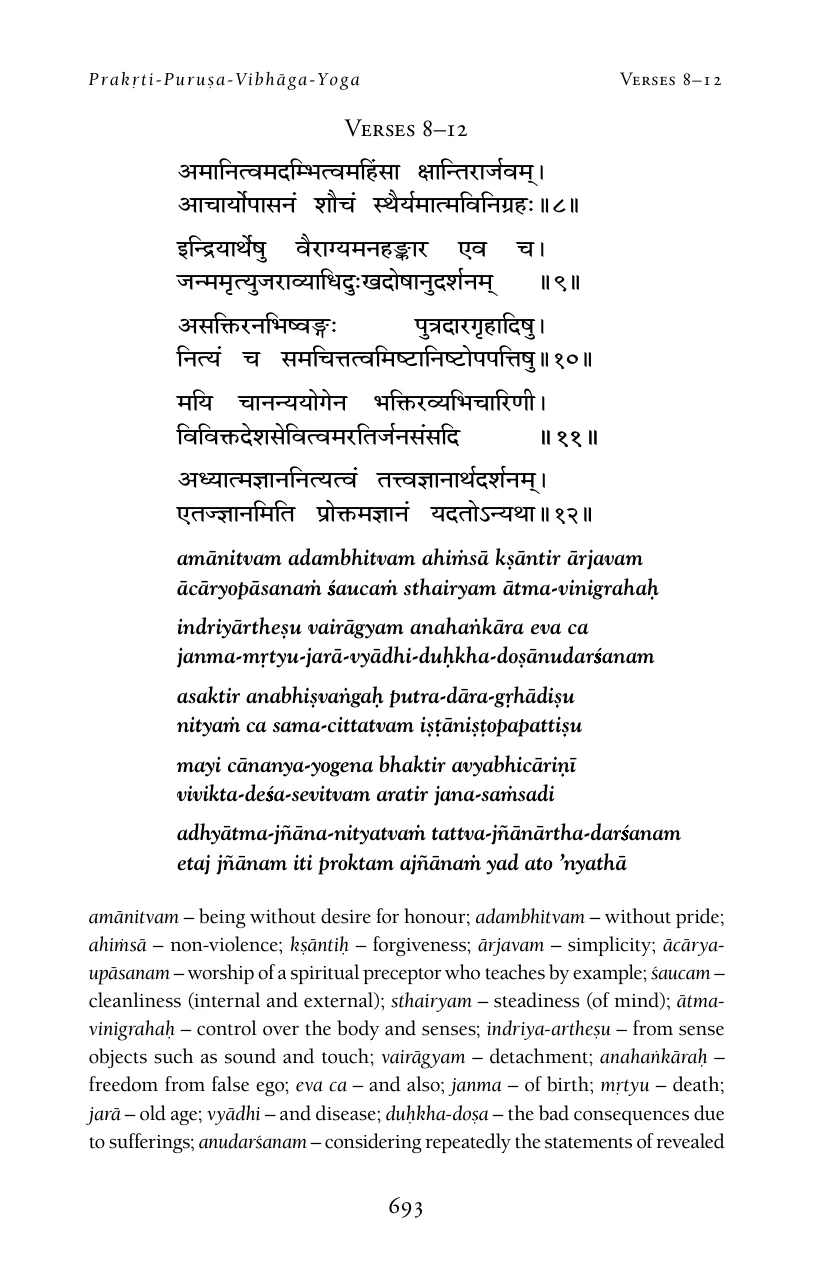 Prakṛti-Puruṣa-Vibhāga-Yoga Verses 8–12
Verses 8–12
अमानित्वमदम्भित्वमहिंसा क्षान्तिरार्जवम्।
आचार्योपासनं शौचं स्थैर्यमात्मविनिग्रहः॥८॥
इन्द्रियार्थेषु वैराग्यमनहङ्कार एव च।
जन्ममृत्युजराव्याधिदुःखदोषानुदर्शनम् ॥९॥
असक्तिरनभिष्वङ्गः पुत्रदारगृहादिषु।
नित्यं च समचित्तत्वमिष्टानिष्टोपपत्तिषु॥१०॥
मयि चानन्ययोगेन भक्तिरव्यभिचारिणी।
विविक्तदेशसेवित्वमरतिर्जनसंसदि ॥११॥
अध्यात्मज्ञाननित्यत्वं तत्त्वज्ञानार्थदर्शनम्।
एतज्ज्ञानमिति प्रोक्तमज्ञानं यदतोऽन्यथा॥१२॥
amānitvam adambhitvam ahiṁsā kṣāntir ārjavam
ācāryopāsanaṁ śaucaṁ sthairyam ātma-vinigrahaḥ
indriyārtheṣu vairāgyam anahaṅkāra eva ca
janma-mṛtyu-jarā-vyādhi-duḥkha-doṣānudarśanam
asaktir anabhiṣvaṅgaḥ putra-dāra-gṛhādiṣu
nityaṁ ca sama-cittatvam iṣṭāniṣṭopapattiṣu
mayi cānanya-yogena bhaktir avyabhicāriṇī
vivikta-deśa-sevitvam aratir jana-saṁsadi
adhyātma-jñāna-nityatvaṁ tattva-jñānārtha-darśanam
etaj jñānam iti proktam ajñānaṁ yad ato ’nyathā
amānitvam – being without desire for honour; adambhitvam – without pride;
ahiṁsā – non-violence; kṣāntiḥ – forgiveness; ārjavam – simplicity; ācārya-
upāsanam – worship of a spiritual preceptor who teaches by example; śaucam –
cleanliness (internal and external); sthairyam – steadiness (of mind); ātma-
vinigrahaḥ – control over the body and senses; indriya-artheṣu – from sense
objects such as sound and touch; vairāgyam – detachment; anahaṅkāraḥ –
freedom from false ego; eva ca – and also; janma – of birth; mṛtyu – death;
jarā – old age; vyādhi – and disease; duḥkha-doṣa – the bad consequences due
to sufferings; anudarśanam – considering repeatedly the statements of revealed
693